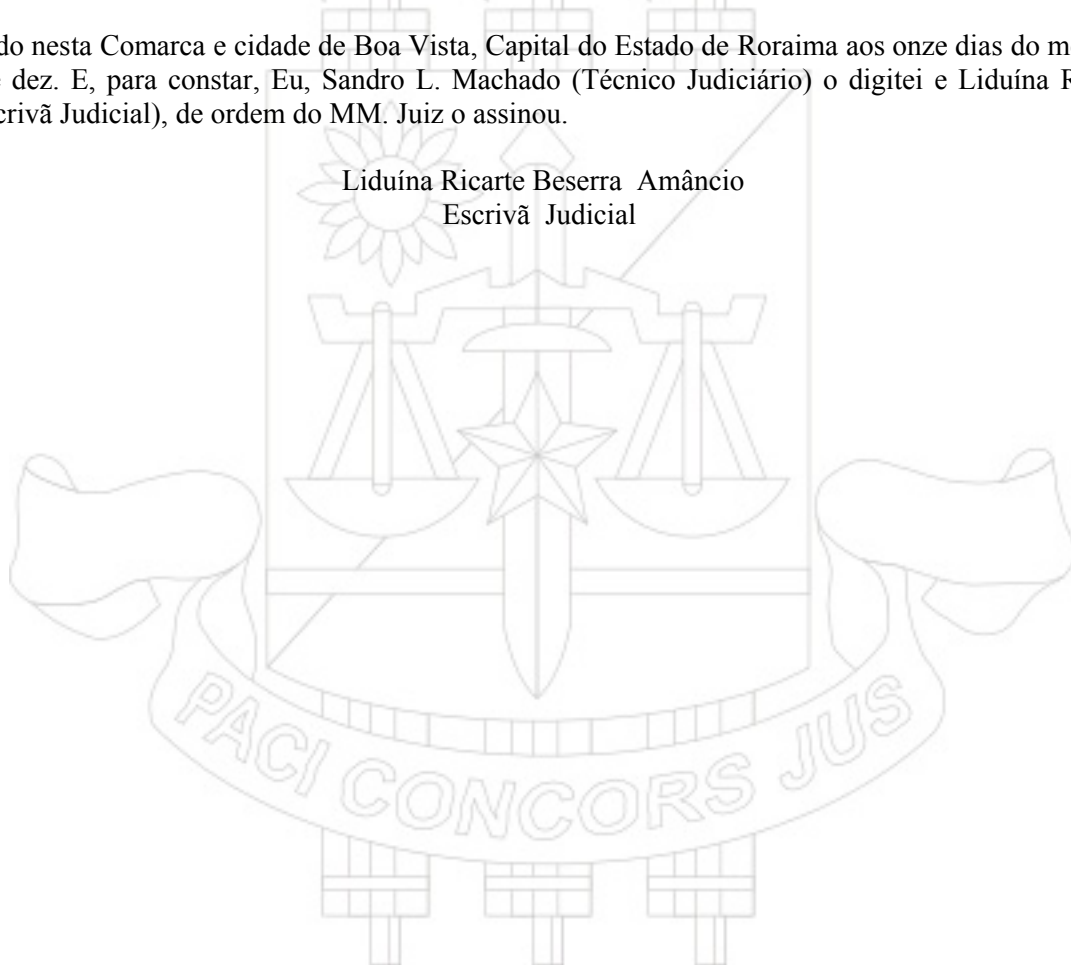 do nesta Comarca e cidade de Boa Vista, Capital do Estado de Roraima aos onze dias do m
dez. E, para constar, Eu, Sandro L. Machado (Técnico Judiciário) o digitei e Liduína R
crivã Judicial), de ordem do MM. Juiz o assinou.
Liduína Ricarte Beserra Amâncio
Escrivã Judicial
PACI CONCORS JUS